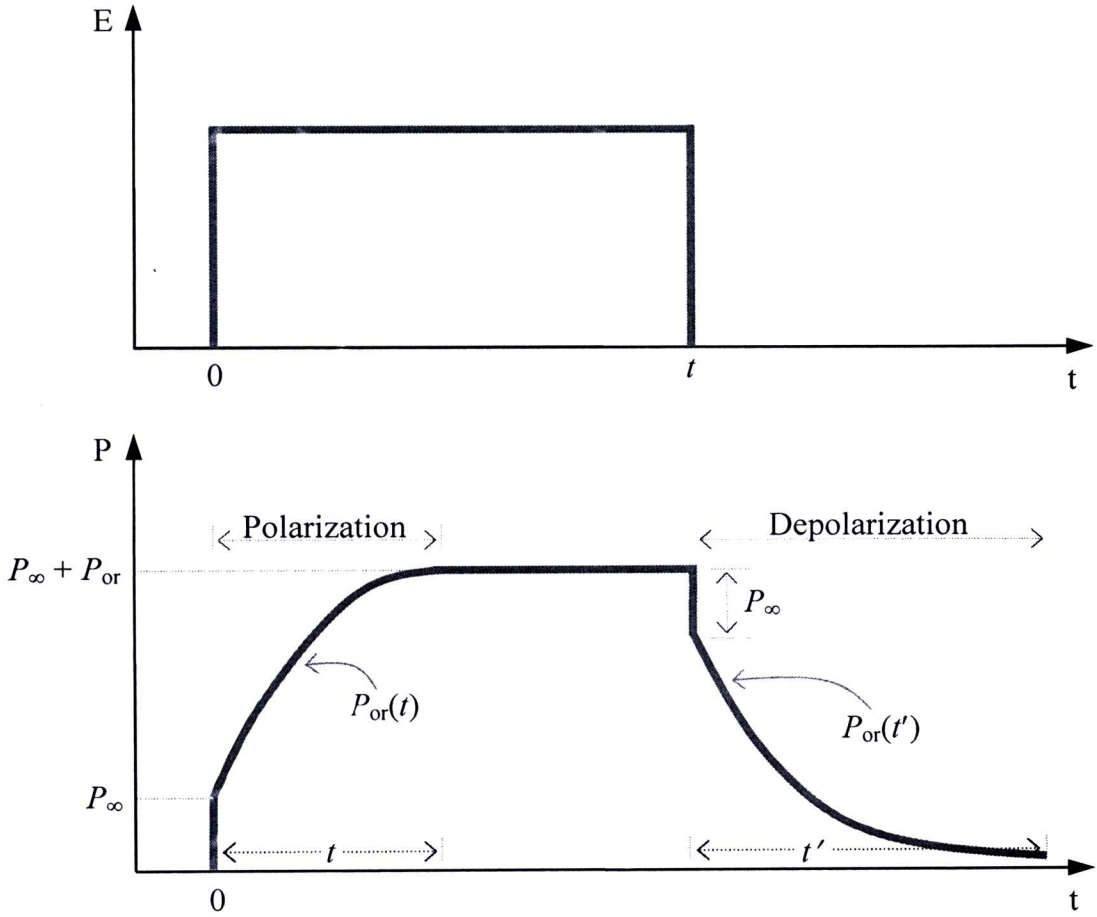 E
0
t
t
P
Polarization
Depolarization
P∞ + Por
P∞
Por(t)
Por(t′)
P∞
t
t′
0
t